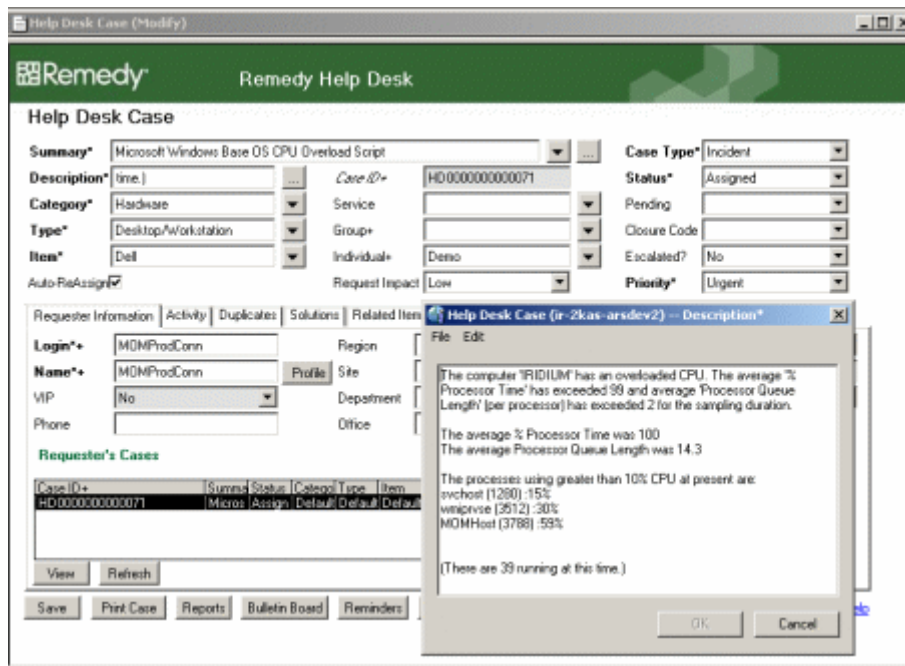 Help Desk Case (Modify)
Remedy Remedy Help Desk
Help Desk Case
Summary* Microsoft Windows Base OS CPU Overload Script ... Case Type* Incident
Description* time.) ... Case ID+ HD0000000000071 Status* Assigned
Category* Hardware Service Pending
Type* Desktop/Workstation Group+ Closure Code
Item* Dell Individual+ Demo Escalated? No
Auto-ReAssign Request Impact Low Priority* Urgent
Requester Information Activity Duplicates Solutions Related Item
Login*+ MOMProdConn Region
Name*+ MOMProdConn Profile Site
VIP No Department
Phone Office
Requester's Cases
Case ID+ Summa Status Categol Type Item
HD0000000000071 Micros Assign Default Default Default
View Refresh
Save Print Case Reports Bulletin Board Reminders
Help Desk Case (ir-2kas-arsdev2) -- Description*
File Edit
The computer 'IRIDIUM' has an overloaded CPU. The average '%
Processor Time' has exceeded 99 and average 'Processor Queue
Length' (per processor) has exceeded 2 for the sampling duration.
The average % Processor Time was 100
The average Processor Queue Length was 14.3
The processes using greater than 10% CPU at present are:
svchost (1280) :15%
wmiprvse (3512) :30%
MOMHost (3788) :59%
(There are 39 running at this time.)
OK Cancel